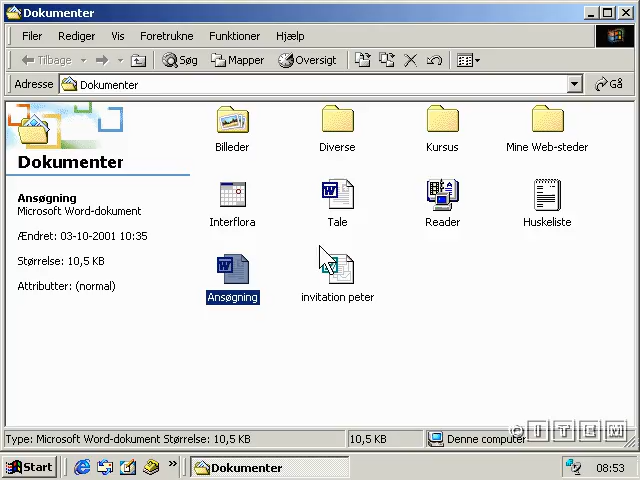 Dokumenter
Filer Rediger Vis Foretrukne Funktioner Hjælp
Tilbage Søg Mapper Oversigt
Adresse Dokumenter Gå
Dokumenter
Ansøgning
Microsoft Word-dokument
Ændret: 03-10-2001 10:35
Størrelse: 10,5 KB
Attributter: (normal)
Billeder Diverse Kursus Mine Web-steder
Interflora Tale Reader Huskeliste
Ansøgning invitation peter
Type: Microsoft Word-dokument Størrelse: 10,5 KB 10,5 KB Denne computer
© ITEM
Start » Dokumenter 08:53